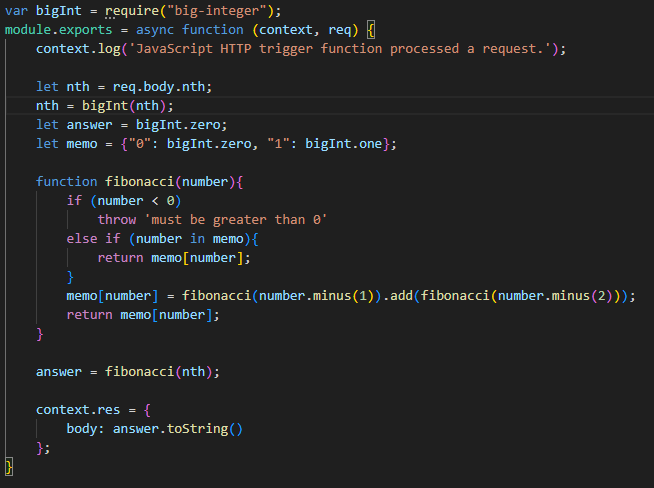 var bigInt = require("big-integer");
module.exports = async function (context, req) {
    context.log('JavaScript HTTP trigger function processed a request.');

    let nth = req.body.nth;
    nth = bigInt(nth);
    let answer = bigInt.zero;
    let memo = {"0": bigInt.zero, "1": bigInt.one};

    function fibonacci(number){
        if (number < 0)
            throw 'must be greater than 0'
        else if (number in memo){
            return memo[number];
        }
        memo[number] = fibonacci(number.minus(1)).add(fibonacci(number.minus(2)));
        return memo[number];
    }

    answer = fibonacci(nth);

    context.res = {
        body: answer.toString()
    };
}